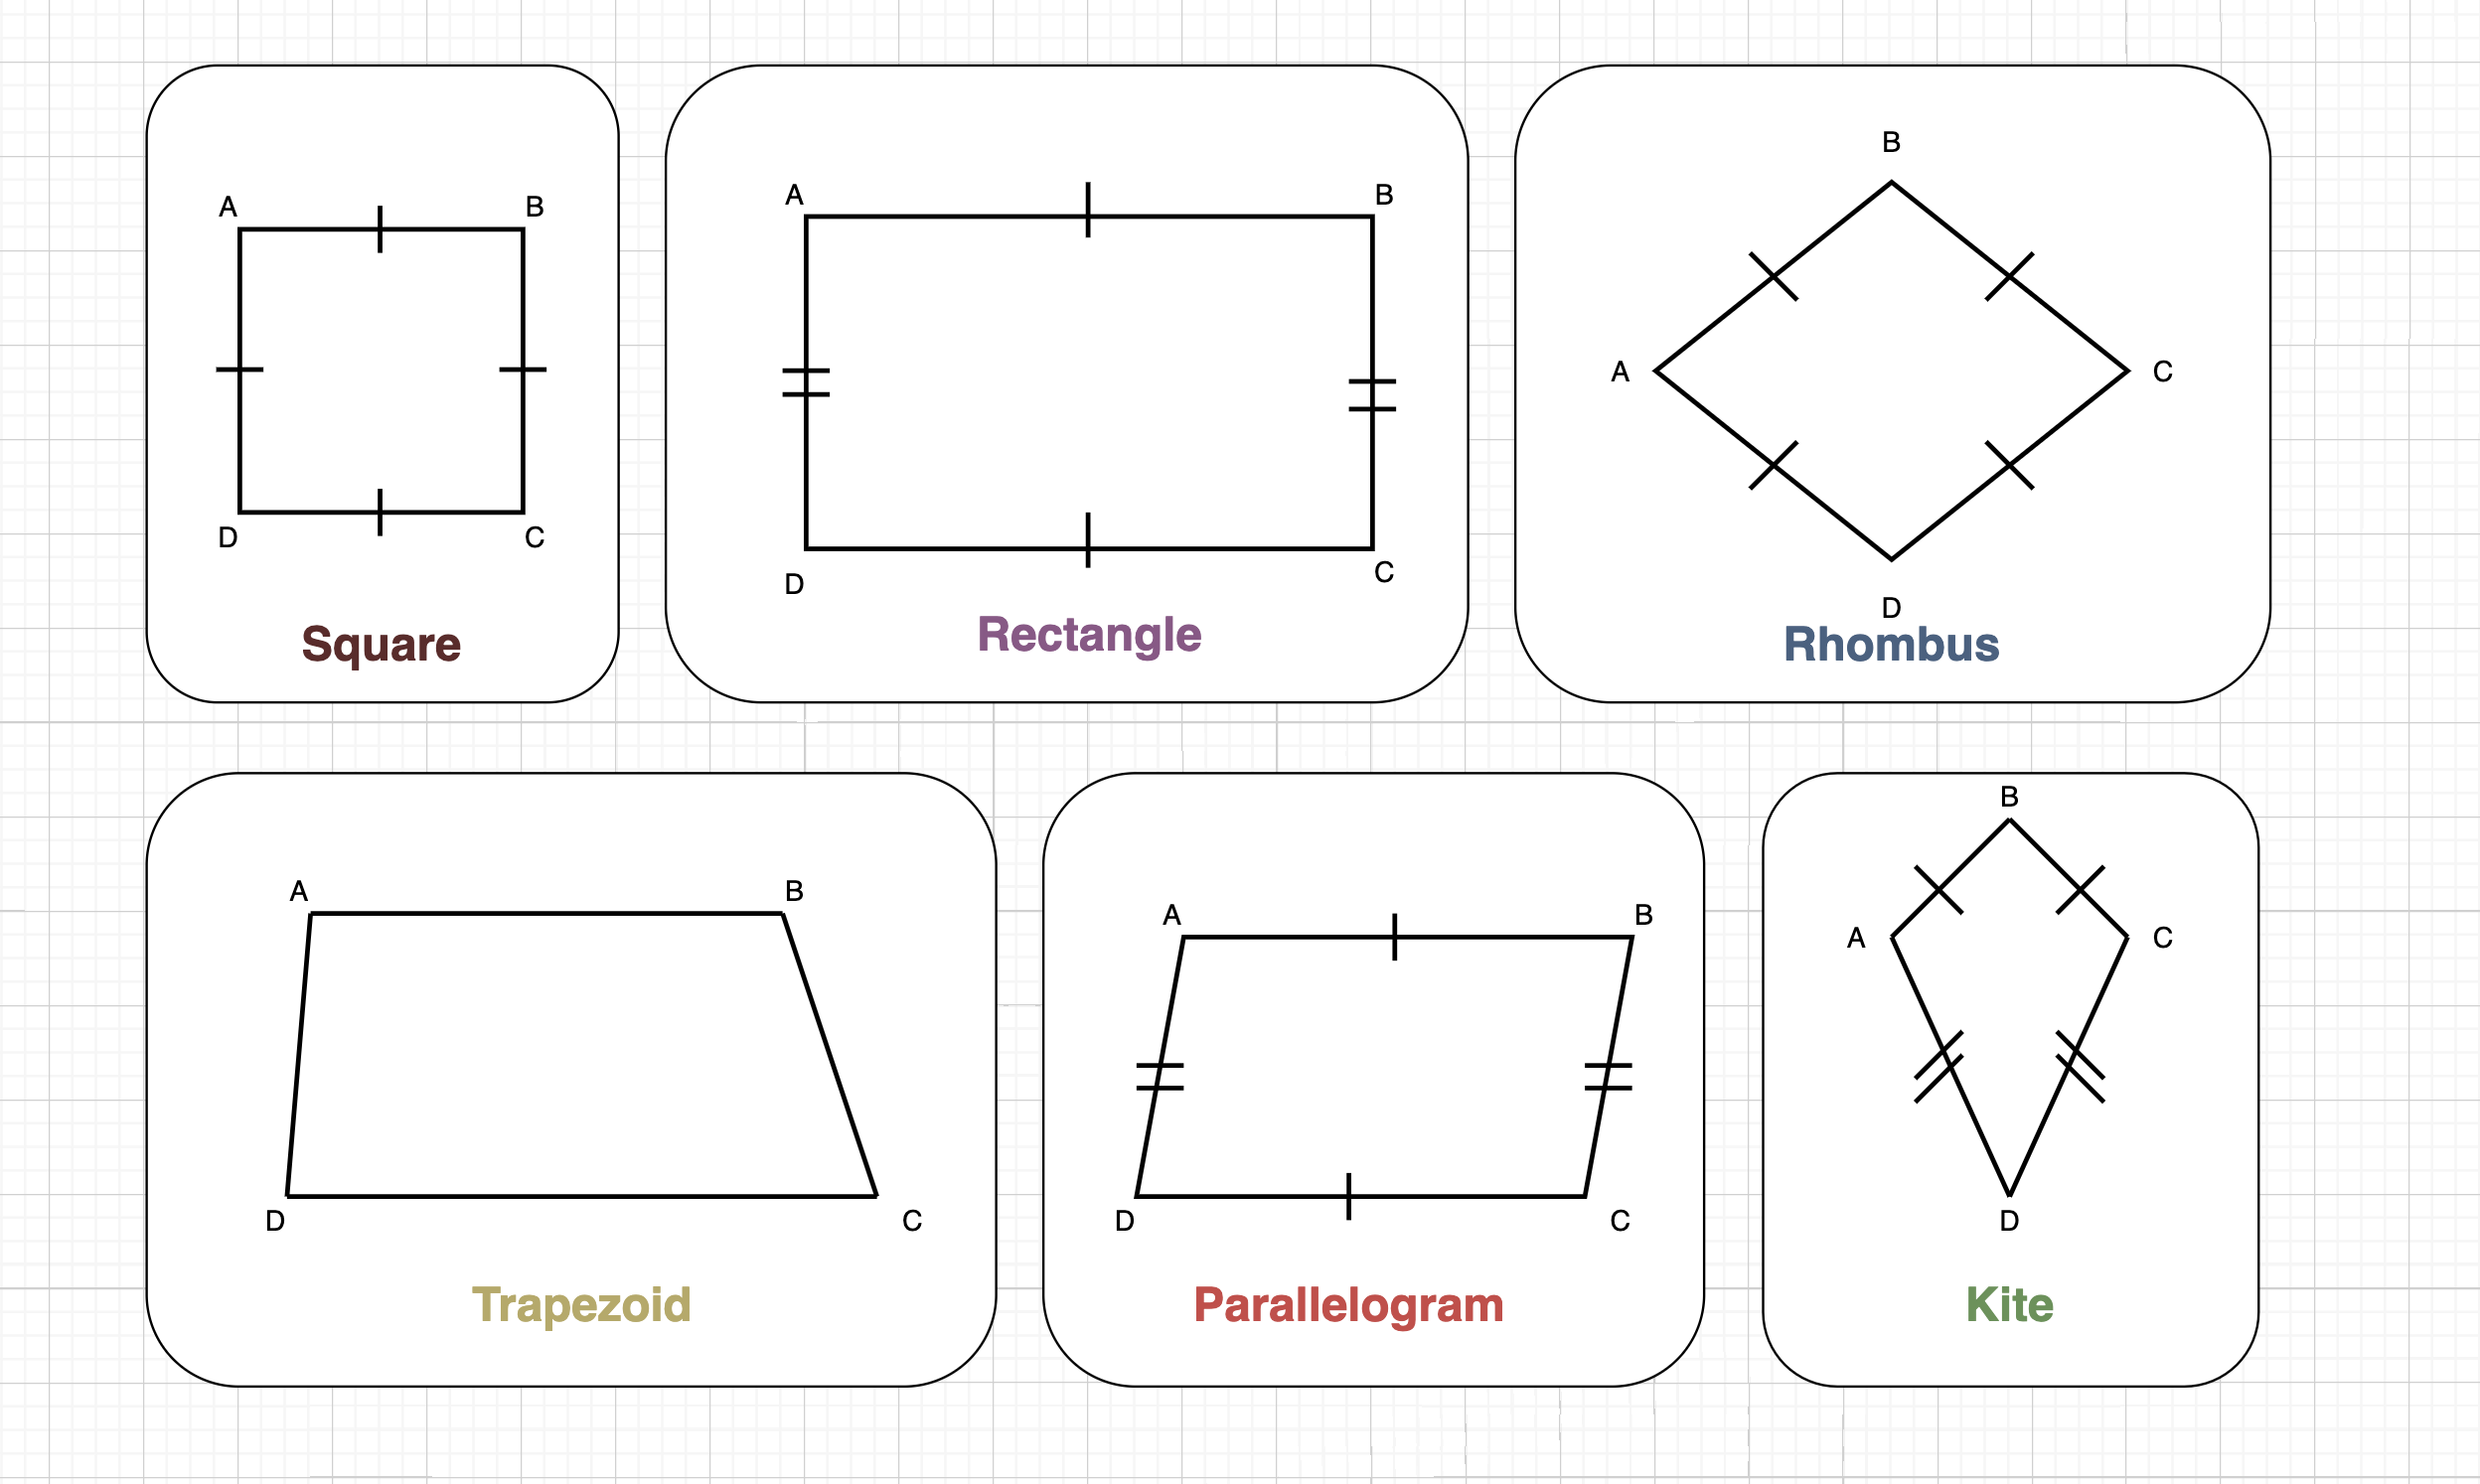 A B
D C
Square
A B
D C
Rectangle
B
A C
D
Rhombus
A B
D C
Trapezoid
A B
D C
Parallelogram
B
A C
D
Kite